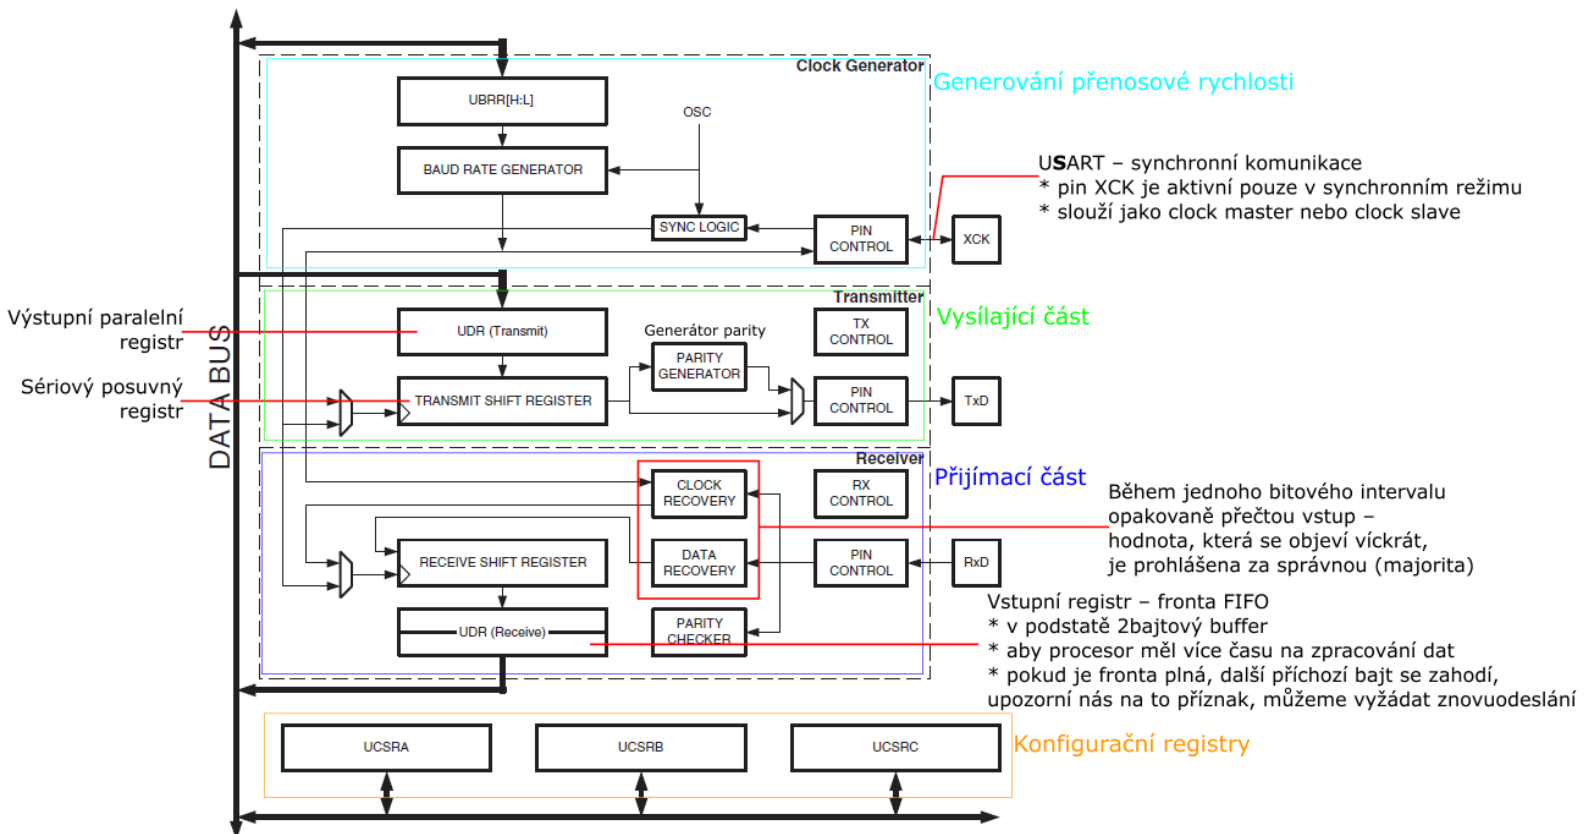 Clock Generator
Generování přenosové rychlosti
UBRR[H:L]
OSC
BAUD RATE GENERATOR
SYNC LOGIC
PIN
CONTROL
XCK
USART – synchronní komunikace
* pin XCK je aktivní pouze v synchronním režimu
* slouží jako clock master nebo clock slave
DATA BUS
Transmitter
Vysílající část
Výstupní paralelní
registr
UDR (Transmit)
Generátor parity
PARITY
GENERATOR
TX
CONTROL
Sériový posuvný
registr
TRANSMIT SHIFT REGISTER
PIN
CONTROL
TxD
Receiver
Přijímací část
CLOCK
RECOVERY
RX
CONTROL
Během jednoho bitového intervalu
opakovaně přečtou vstup –
hodnota, která se objeví víckrát,
je prohlášena za správnou (majorita)
RECEIVE SHIFT REGISTER
DATA
RECOVERY
PIN
CONTROL
RxD
UDR (Receive)
PARITY
CHECKER
Vstupní registr – fronta FIFO
* v podstatě 2bajtový buffer
* aby procesor měl více času na zpracování dat
* pokud je fronta plná, další příchozí bajt se zahodí,
upozorní nás na to příznak, můžeme vyžádat znovuodeslání
UCSRA
UCSRB
UCSRC
Konfigurační registry